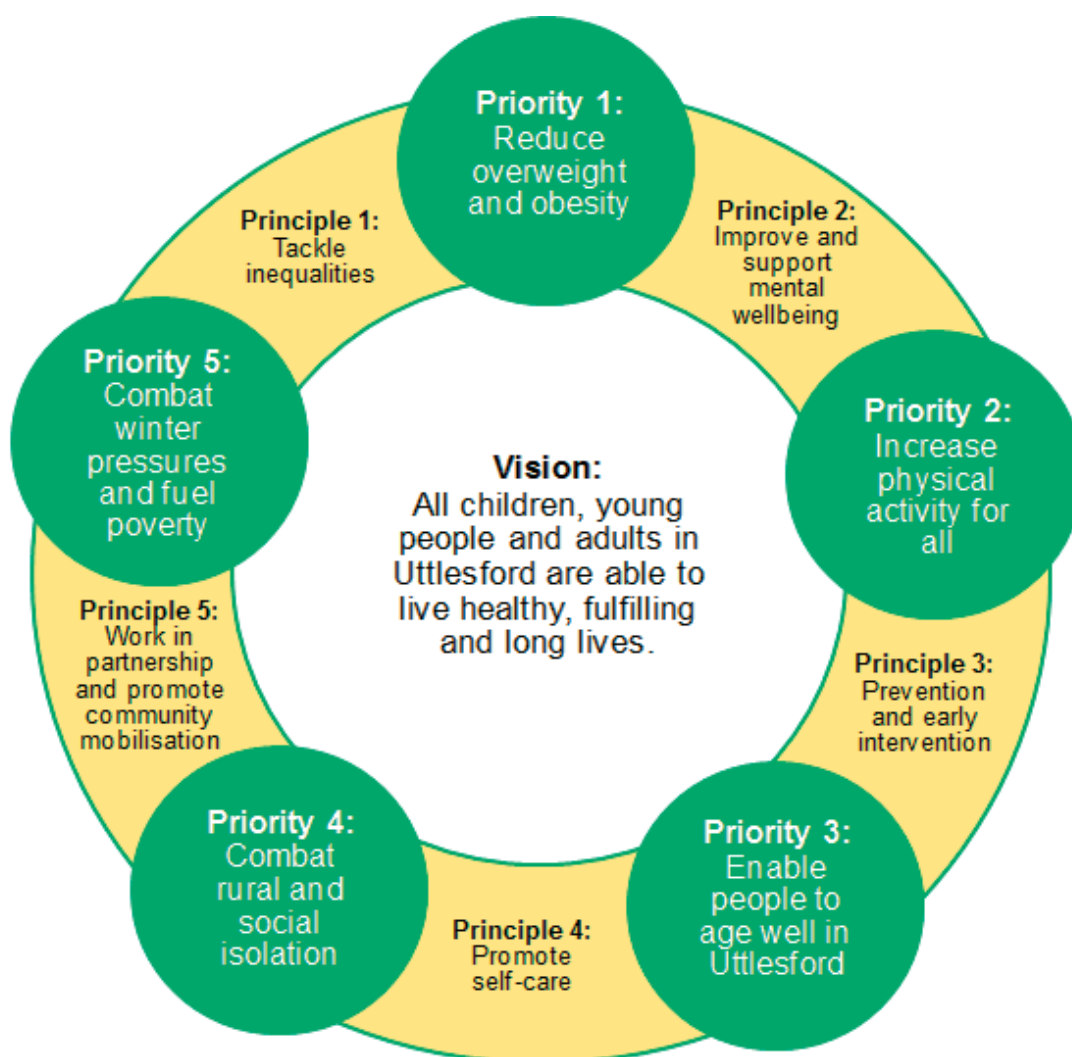 Priority 1:
Reduce
overweight
and obesity
Principle 1:
Tackle
inequalities
Principle 2:
Improve and
support
mental
wellbeing
Priority 5:
Combat
winter
pressures
and fuel
poverty
Priority 2:
Increase
physical
activity for
all
Vision:
All children, young
people and adults in
Uttlesford are able to
live healthy, fulfilling
and long lives.
Principle 5:
Work in
partnership
and promote
community
mobilisation
Principle 3:
Prevention
and early
intervention
Priority 4:
Combat
rural and
social
isolation
Priority 3:
Enable
people to
age well in
Uttlesford
Principle 4:
Promote
self-care